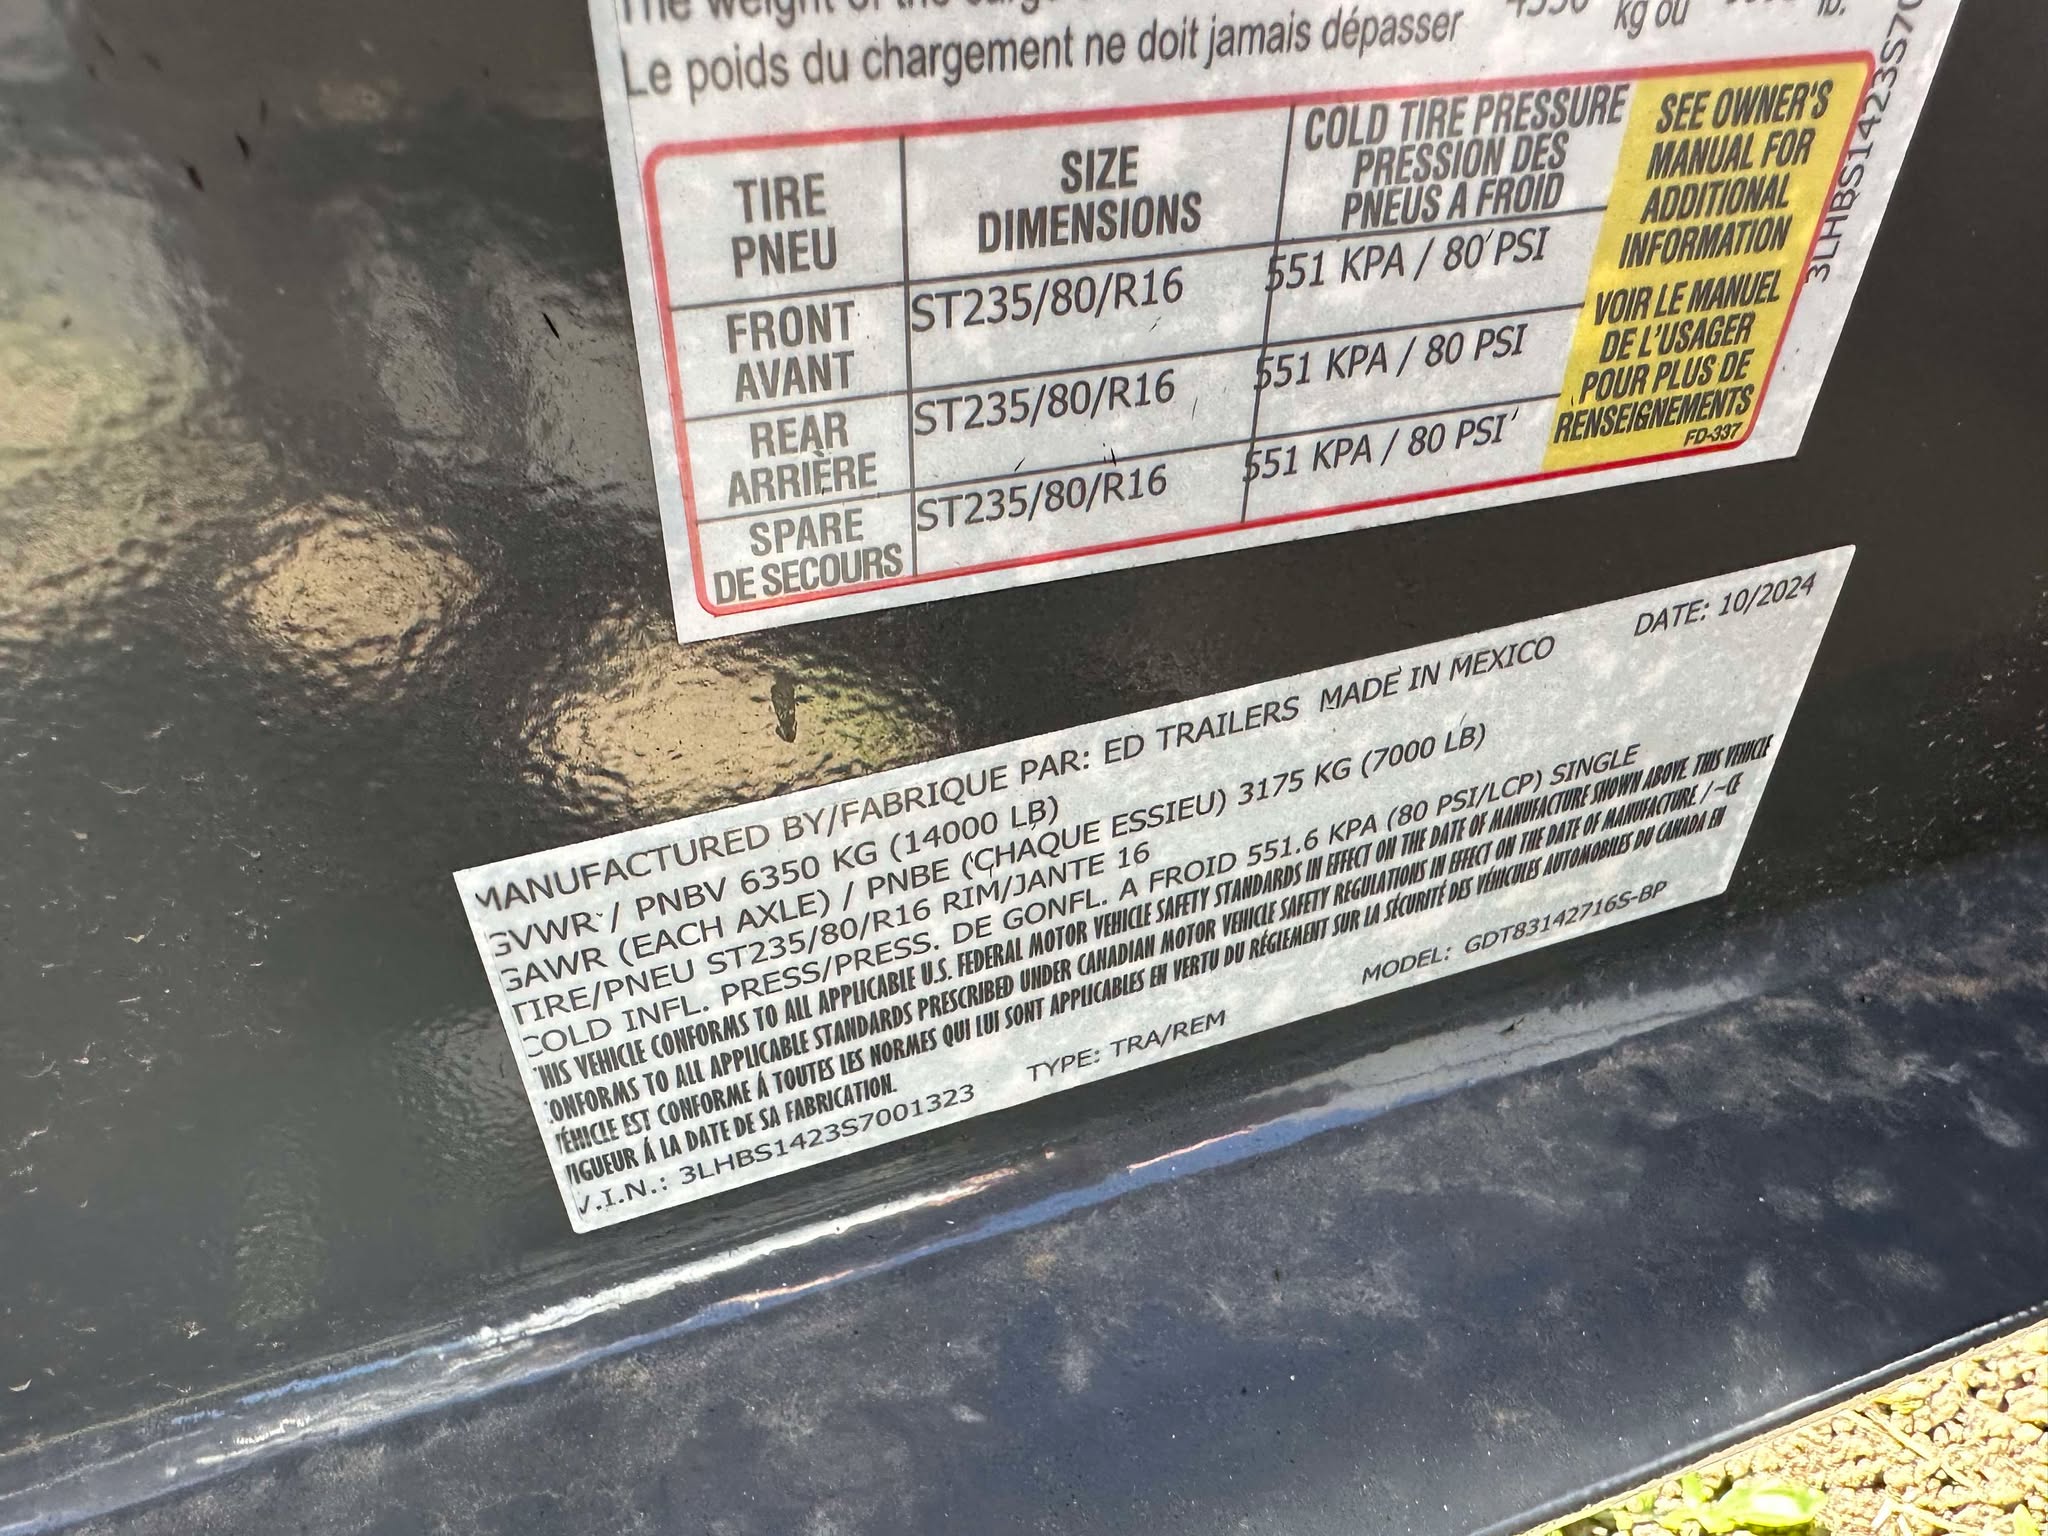 The weight of the cargo
Le poids du chargement ne doit jamais dépasser kg ou lb.
TIRE
PNEU
SIZE
DIMENSIONS
COLD TIRE PRESSURE
PRESSION DES
PNEUS A FROID
FRONT
AVANT
ST235/80/R16
551 KPA / 80 PSI
REAR
ARRIÈRE
ST235/80/R16
551 KPA / 80 PSI
SPARE
DE SECOURS
ST235/80/R16
551 KPA / 80 PSI
SEE OWNER'S
MANUAL FOR
ADDITIONAL
INFORMATION
VOIR LE MANUEL
DE L'USAGER
POUR PLUS DE
RENSEIGNEMENTS
FD-337
3LHBS1423S70
MANUFACTURED BY/FABRIQUE PAR: ED TRAILERS MADE IN MEXICO DATE: 10/2024
GVWR / PNBV 6350 KG (14000 LB)
GAWR (EACH AXLE) / PNBE (CHAQUE ESSIEU) 3175 KG (7000 LB)
TIRE/PNEU ST235/80/R16 RIM/JANTE 16
COLD INFL. PRESS/PRESS. DE GONFL. A FROID 551.6 KPA (80 PSI/LCP) SINGLE
THIS VEHICLE CONFORMS TO ALL APPLICABLE U.S. FEDERAL MOTOR VEHICLE SAFETY STANDARDS IN EFFECT ON THE DATE OF MANUFACTURE SHOWN ABOVE. THIS VEHICLE
CONFORMS TO ALL APPLICABLE STANDARDS PRESCRIBED UNDER CANADIAN MOTOR VEHICLE SAFETY REGULATIONS IN EFFECT ON THE DATE OF MANUFACTURE / ~CE
VÉHICLE EST CONFORME Á TOUTES LES NORMES QUI LUI SONT APPLICABLES EN VERTU DU RÉGLEMENT SUR LA SÉCURITÉ DES VÉHICULES AUTOMOBILES DU CANADA EN
VIGUEUR Á LA DATE DE SA FABRICATION.
V.I.N.: 3LHBS1423S7001323 TYPE: TRA/REM MODEL: GDT83142716S-BP